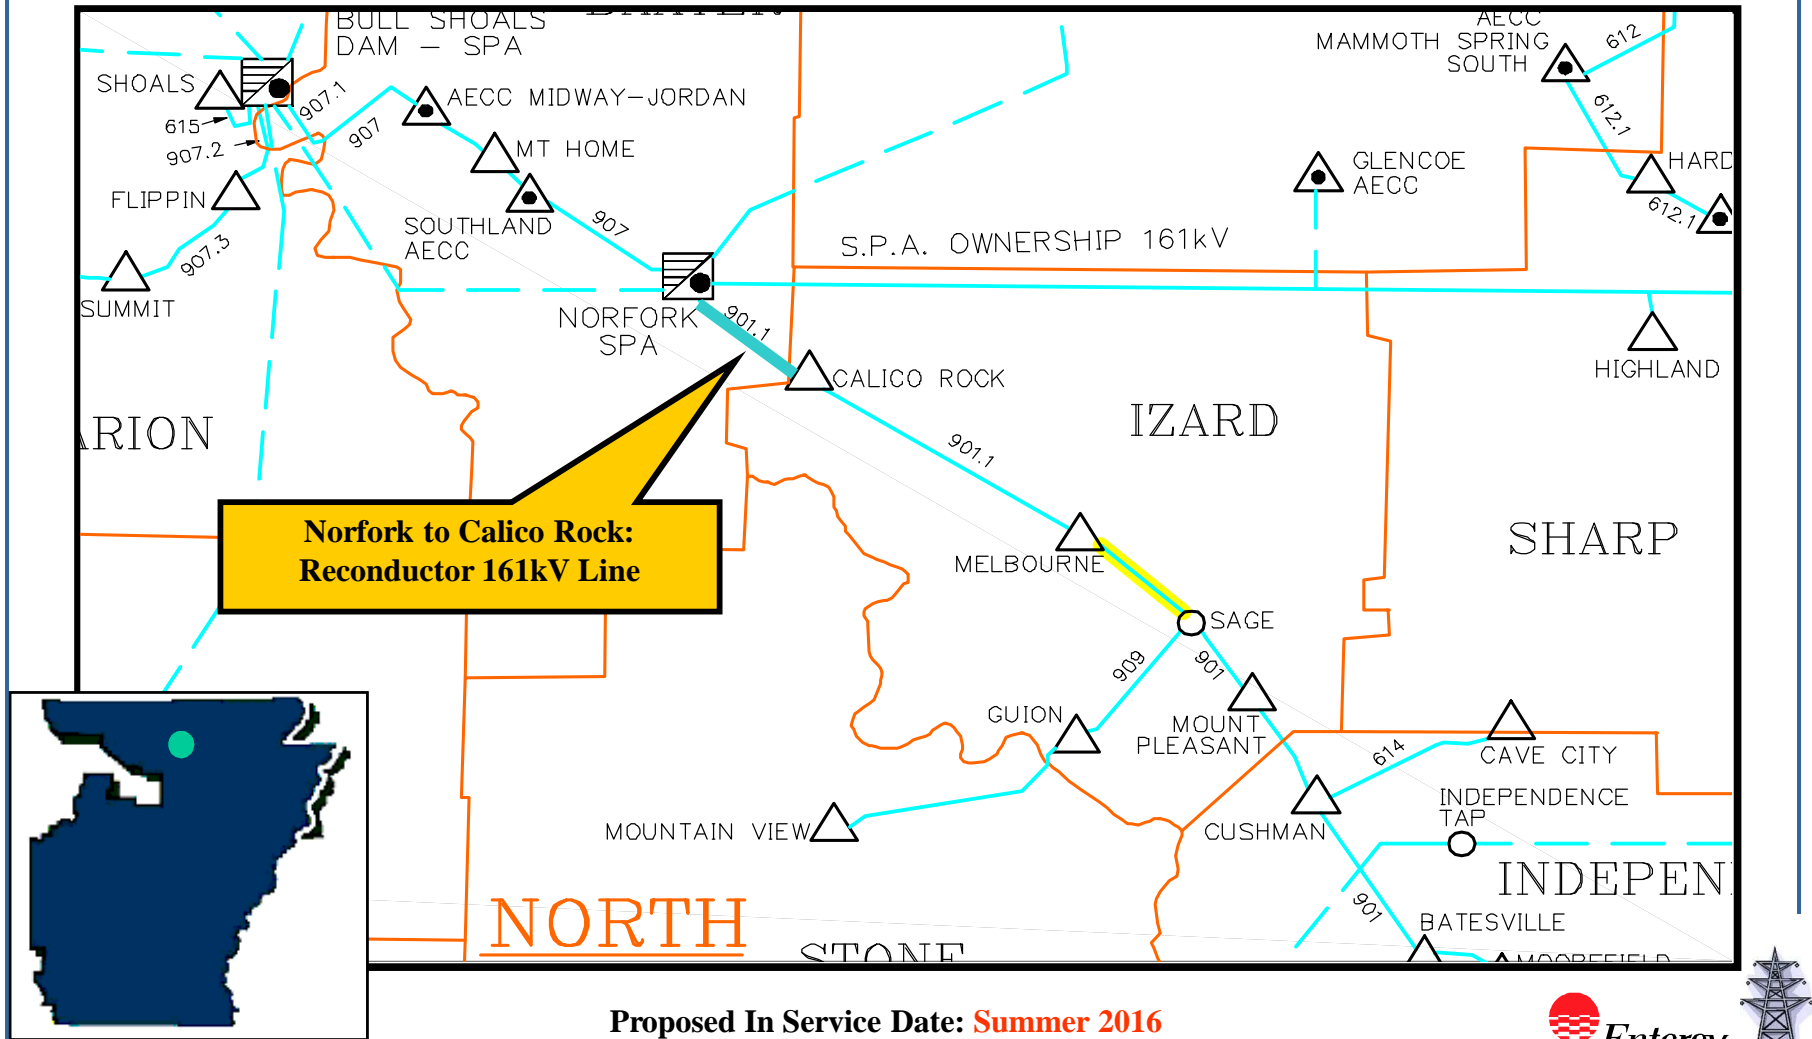 BULL SHOALS
DAM – SPA
SHOALS
907.1
615
907.2
907
AECC MIDWAY–JORDAN
MT HOME
FLIPPIN
SOUTHLAND
AECC
907
907.3
SUMMIT
AECC
MAMMOTH SPRING
SOUTH
612
612.1
GLENCOE
AECC
HARD
612.1
S.P.A. OWNERSHIP 161kV
NORFORK
SPA
901.1
CALICO ROCK
HIGHLAND
ARION
IZARD
901.1
SHARP
Norfork to Calico Rock:
Reconductor 161kV Line
MELBOURNE
SAGE
909
901
GUION
MOUNT
PLEASANT
614
CAVE CITY
MOUNTAIN VIEW
CUSHMAN
INDEPENDENCE
TAP
INDEPEN
901
BATESVILLE
NORTH
STONE
MOOREFIELD
Proposed In Service Date: Summer 2016
Entergy